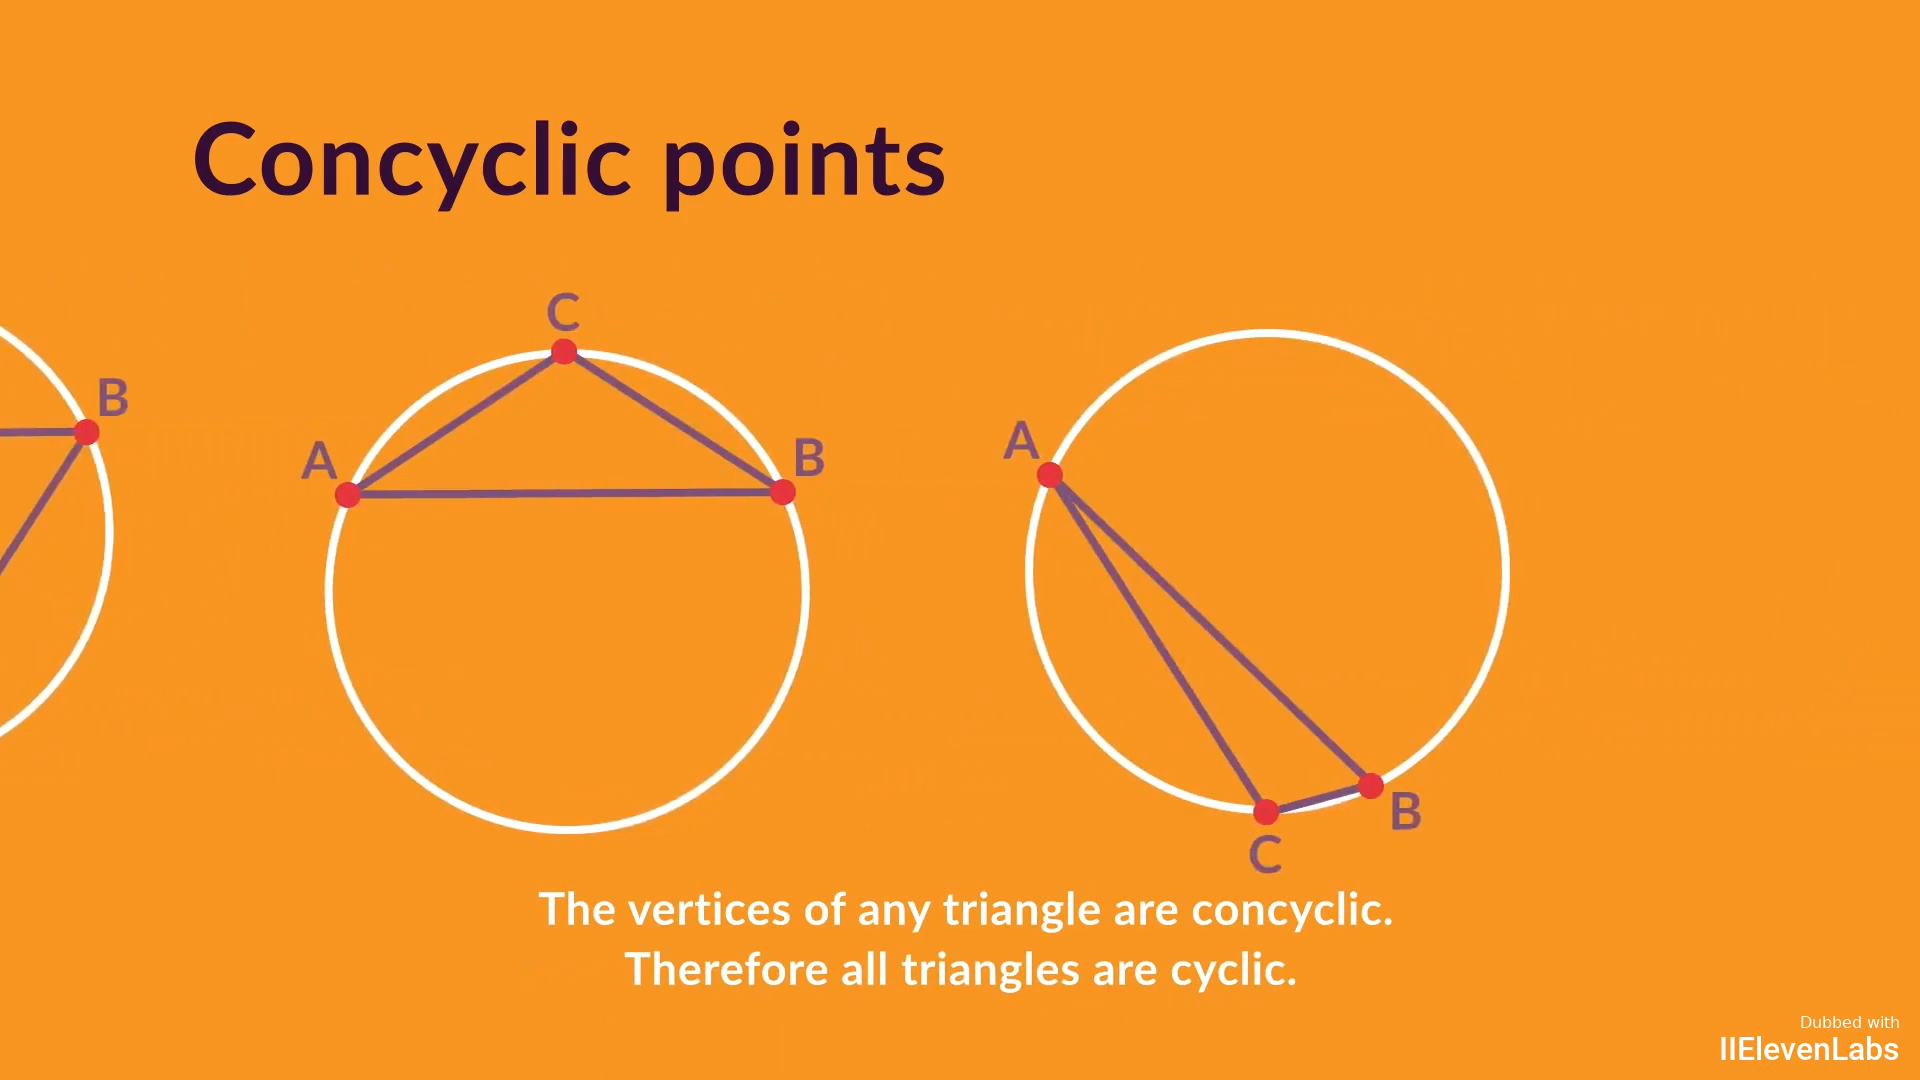 Concyclic points
B
C
A
B
A
B
C
The vertices of any triangle are concyclic.
Therefore all triangles are cyclic.
Dubbed with
IIElevenLabs